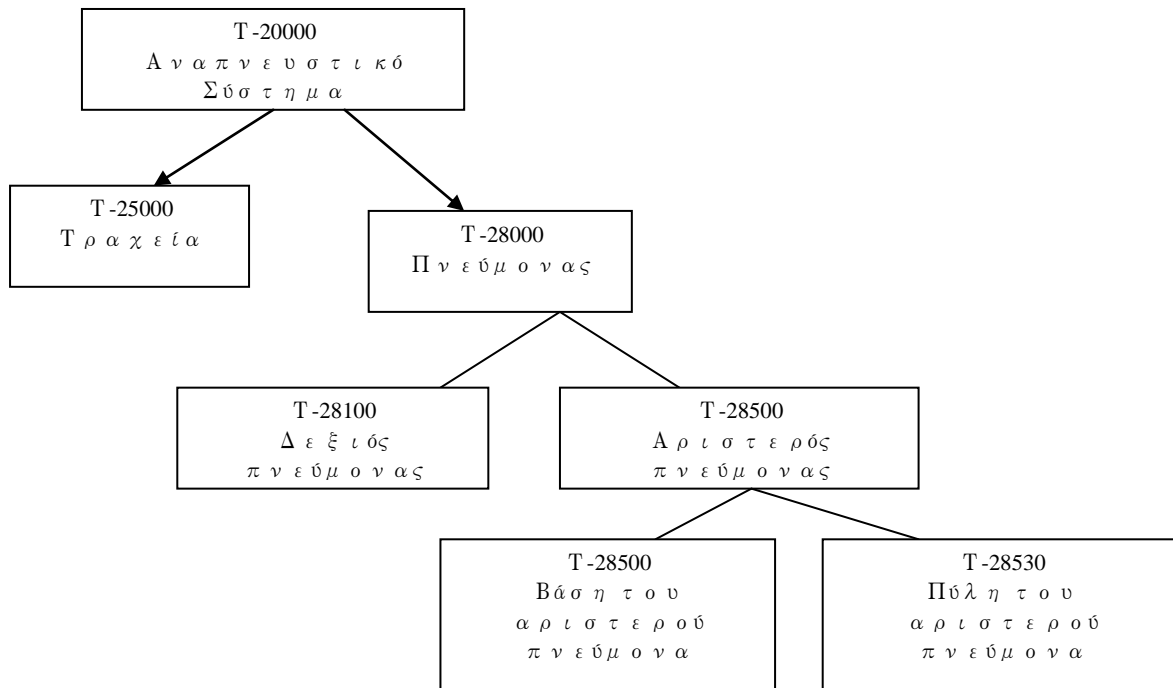 T-20000
Αναπνευστικό
Σύστημα
T-25000
Τραχεία
T-28000
Πνεύμονας
T-28100
Δεξιός
πνεύμονας
T-28500
Αριστερός
πνεύμονας
T-28500
Βάση του
αριστερού
πνεύμονα
T-28530
Πύλη του
αριστερού
πνεύμονα